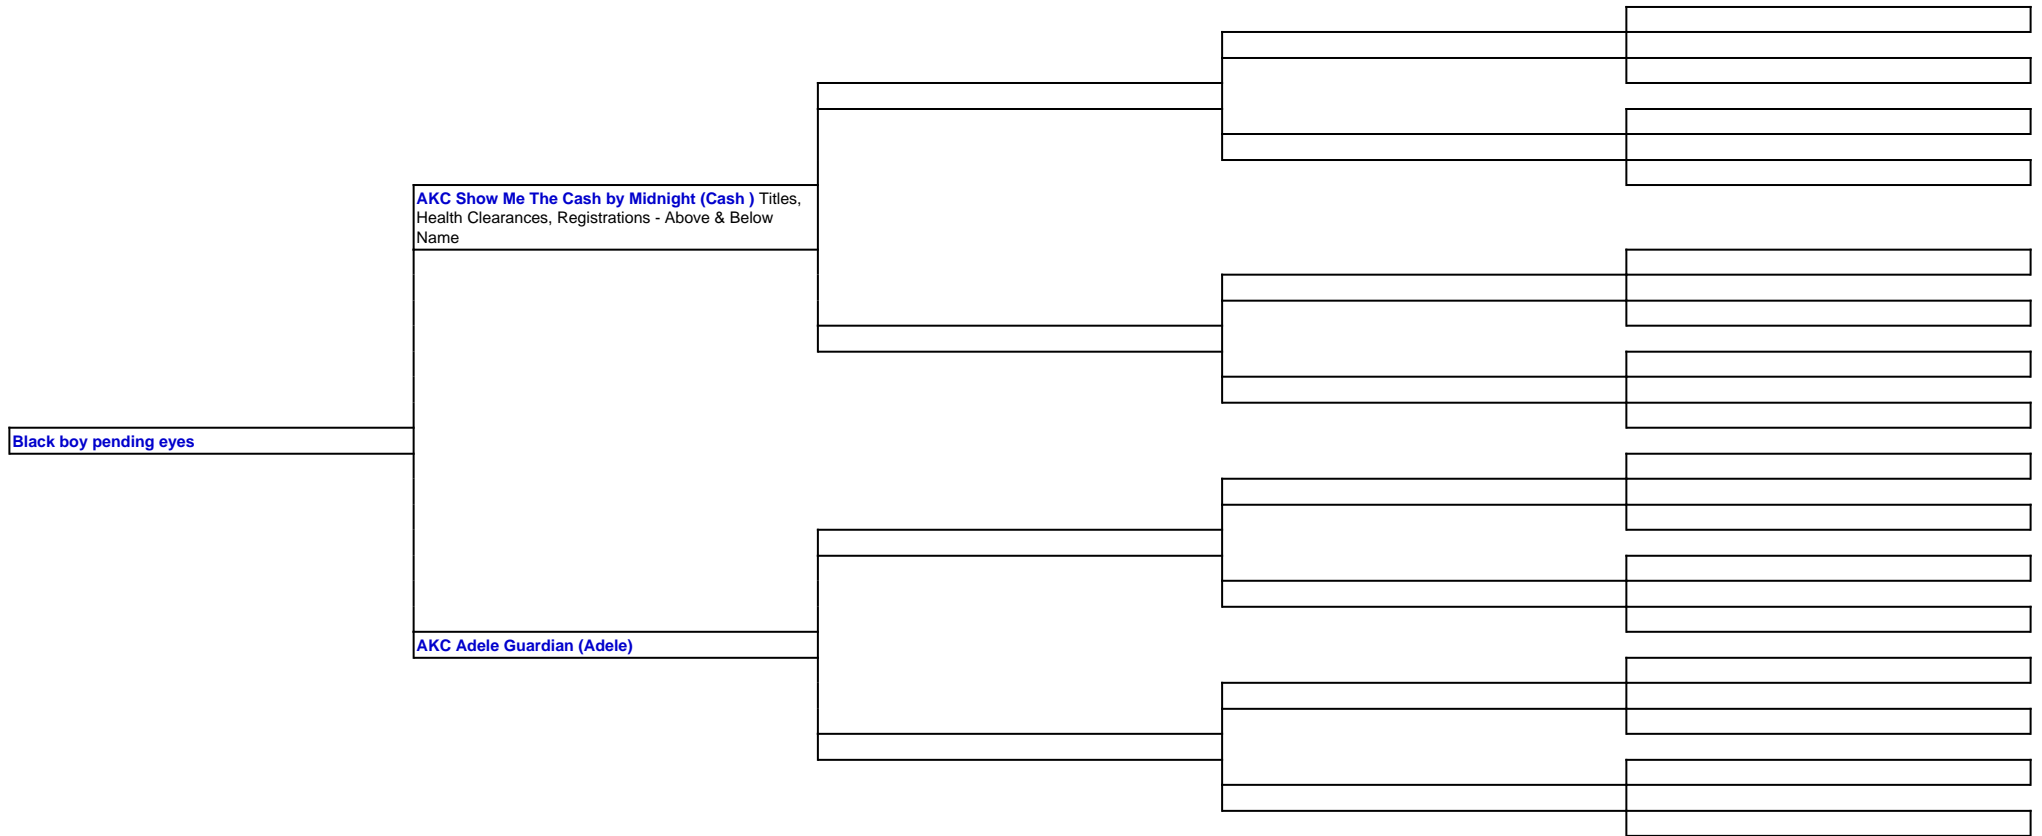 AKC Show Me The Cash by Midnight (Cash ) Titles,
Health Clearances, Registrations - Above & Below
Name
Black boy pending eyes
AKC Adele Guardian (Adele)